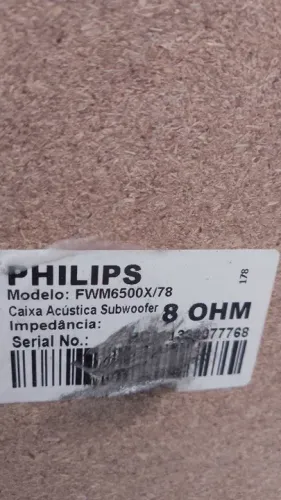 PHILIPS
178
Modelo: FWM6500X/78
Caixa Acústica Subwoofer
8 OHM
Impedância:
Serial No.: